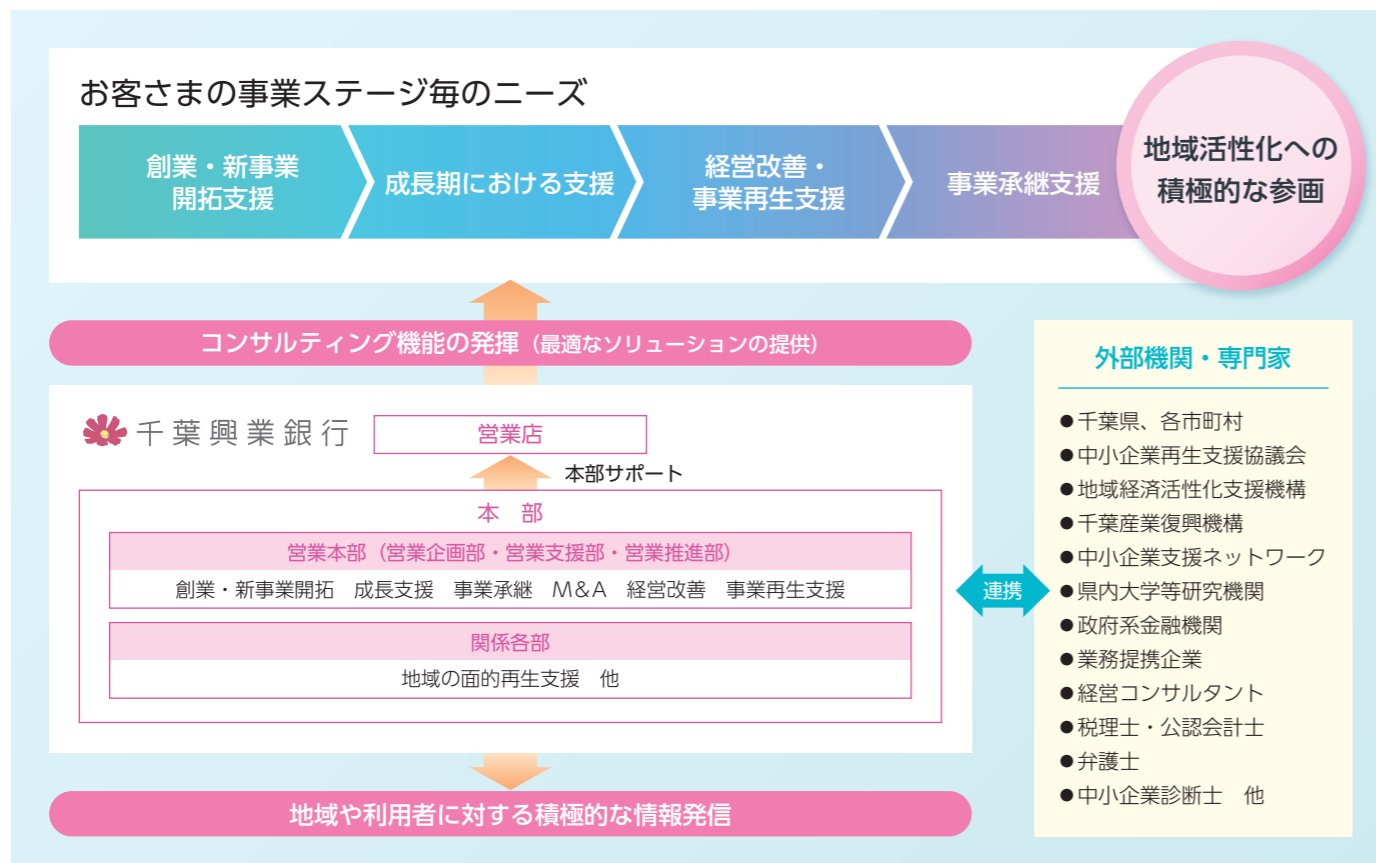 お客さまの事業ステージ毎のニーズ
創業・新事業
開拓支援
成長期における支援
経営改善・
事業再生支援
事業承継支援
地域活性化への
積極的な参画
コンサルティング機能の発揮（最適なソリューションの提供）
千葉興業銀行
営業店
本部サポート
本　部
営業本部（営業企画部・営業支援部・営業推進部）
創業・新事業開拓　成長支援　事業承継　M＆A　経営改善　事業再生支援
関係各部
地域の面的再生支援　他
地域や利用者に対する積極的な情報発信
連携
外部機関・専門家
●千葉県、各市町村
●中小企業再生支援協議会
●地域経済活性化支援機構
●千葉産業復興機構
●中小企業支援ネットワーク
●県内大学等研究機関
●政府系金融機関
●業務提携企業
●経営コンサルタント
●税理士・公認会計士
●弁護士
●中小企業診断士　他